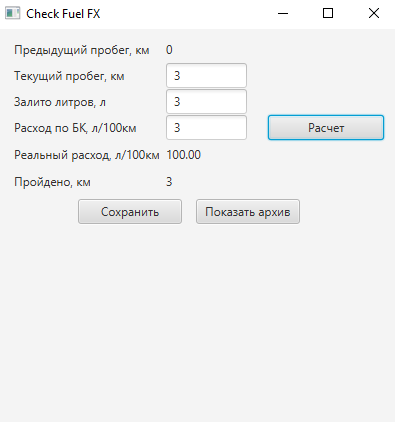 Check Fuel FX
Предыдущий пробег, км 0
Текущий пробег, км 3
Залито литров, л 3
Расход по БК, л/100км 3 Расчет
Реальный расход, л/100км 100.00
Пройдено, км 3
Сохранить Показать архив